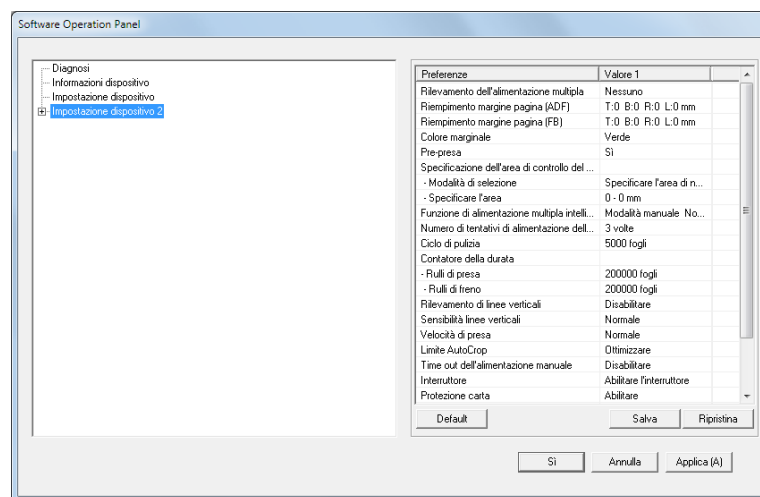 Software Operation Panel
Diagnosi
Informazioni dispositivo
Impostazione dispositivo
Impostazione dispositivo 2
Preferenze Valore 1
Rilevamento dell'alimentazione multipla Nessuno
Riempimento margine pagina (ADF) T:0 B:0 R:0 L:0 mm
Riempimento margine pagina (FB) T:0 B:0 R:0 L:0 mm
Colore marginale Verde
Pre-presa Sì
Specificazione dell'area di controllo del ...
- Modalità di selezione Specificare l'area di n...
- Specificare l'area 0 - 0 mm
Funzione di alimentazione multipla intelli... Modalità manuale No...
Numero di tentativi di alimentazione dell... 3 volte
Ciclo di pulizia 5000 fogli
Contatore della durata
- Rulli di presa 200000 fogli
- Rulli di freno 200000 fogli
Rilevamento di linee verticali Disabilitare
Sensibilità linee verticali Normale
Velocità di presa Normale
Limite AutoCrop Ottimizzare
Time out dell'alimentazione manuale Disabilitare
Interruttore Abilitare l'interruttore
Protezione carta Abilitare
Default Salva Ripristina
Sì Annulla Applica (A)